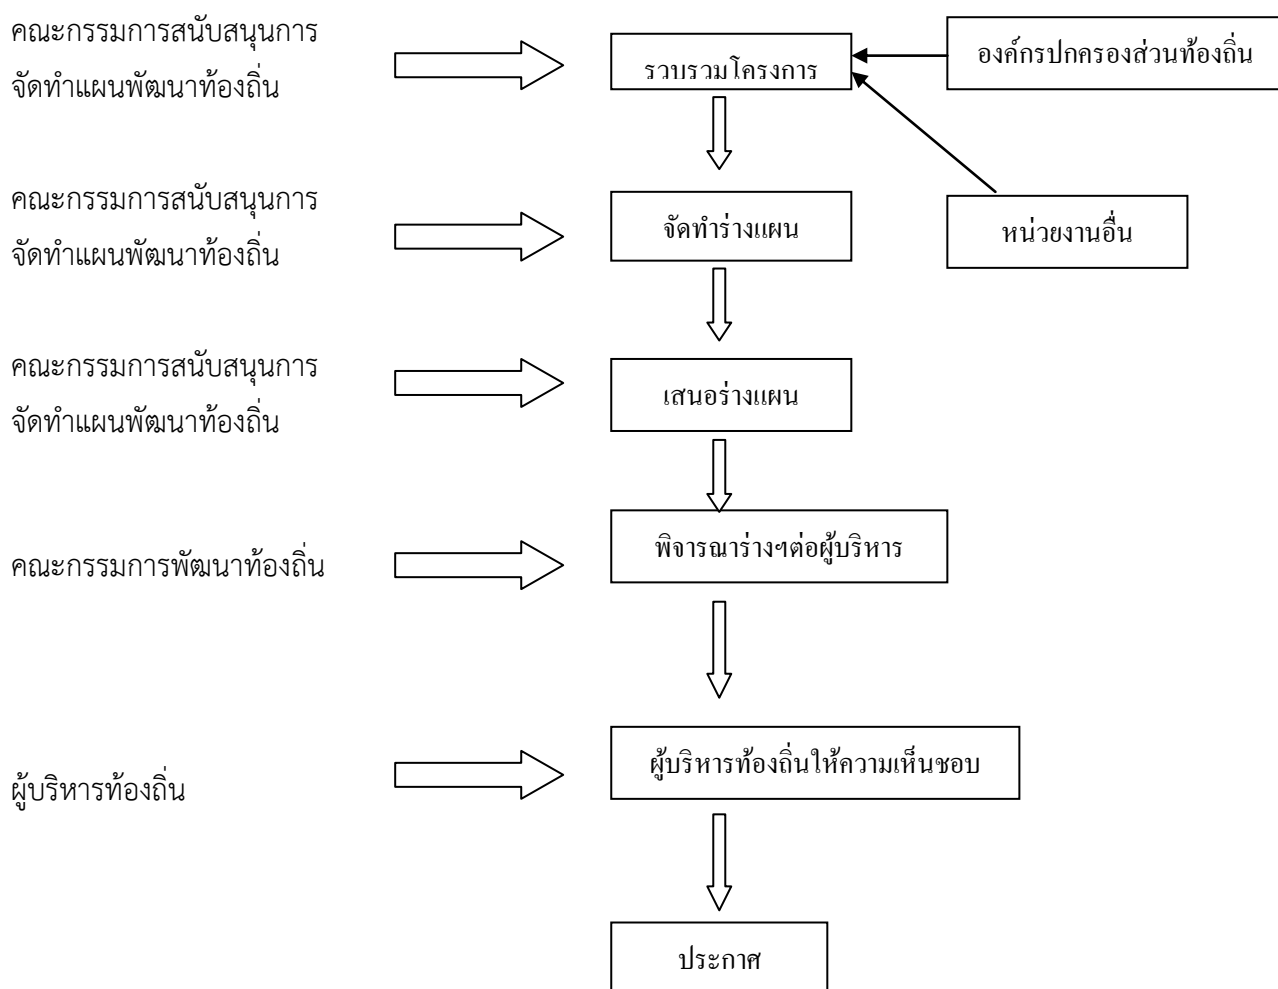 คณะกรรมการสนับสนุนการ
จัดทำแผนพัฒนาท้องถิ่น
รวบรวมโครงการ
องค์กรปกครองส่วนท้องถิ่น
คณะกรรมการสนับสนุนการ
จัดทำแผนพัฒนาท้องถิ่น
จัดทำร่างแผน
หน่วยงานอื่น
คณะกรรมการสนับสนุนการ
จัดทำแผนพัฒนาท้องถิ่น
เสนอร่างแผน
คณะกรรมการพัฒนาท้องถิ่น
พิจารณาร่างฯต่อผู้บริหาร
ผู้บริหารท้องถิ่น
ผู้บริหารท้องถิ่นให้ความเห็นชอบ
ประกาศ